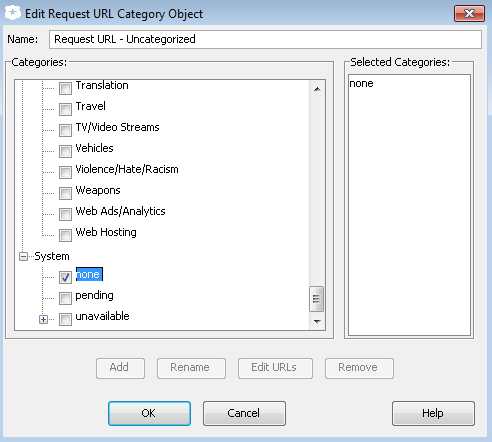 Edit Request URL Category Object
Name: Request URL - Uncategorized
Categories:
Translation
Travel
TV/Video Streams
Vehicles
Violence/Hate/Racism
Weapons
Web Ads/Analytics
Web Hosting
System
none
pending
unavailable
Selected Categories:
none
Add Rename Edit URLs Remove
OK Cancel Help